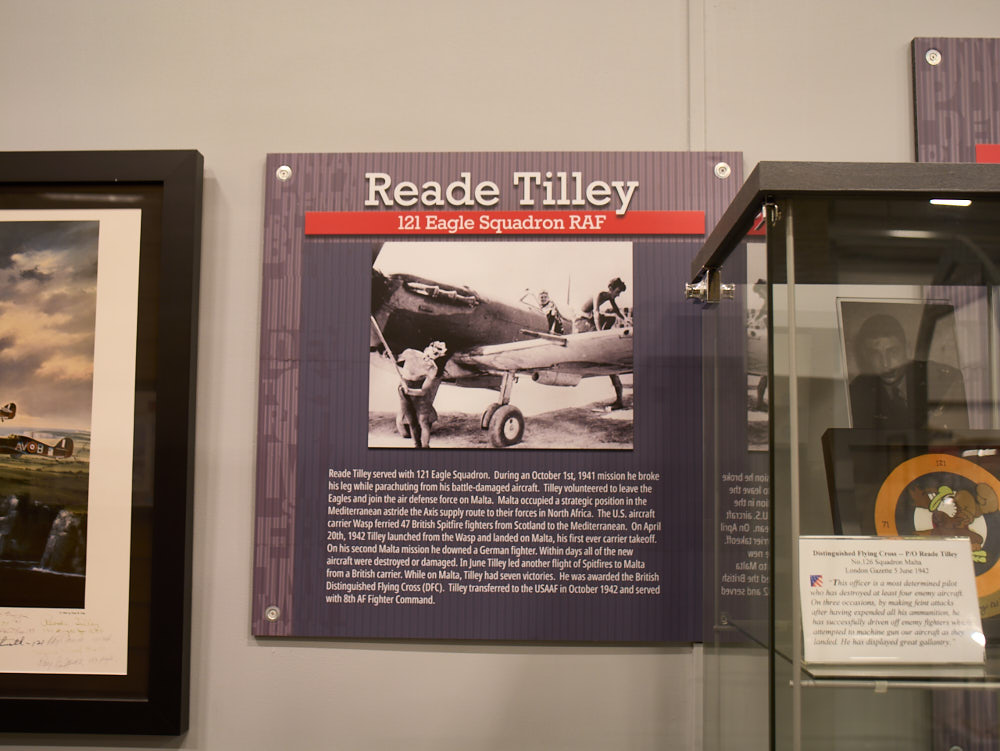 Reade Tilley
121 Eagle Squadron RAF
Reade Tilley served with 121 Eagle Squadron. During an October 1st, 1941 mission he broke
his leg while parachuting from his battle-damaged aircraft. Tilley volunteered to leave the
Eagles and join the air defense force on Malta. Malta occupied a strategic position in the
Mediterranean astride the Axis supply route to their forces in North Africa. The U.S. aircraft
carrier Wasp ferried 47 British Spitfire fighters from Scotland to the Mediterranean. On April
20th, 1942 Tilley launched from the Wasp and landed on Malta, his first ever carrier takeoff.
On his second Malta mission he downed a German fighter. Within days all of the new
aircraft were destroyed or damaged. In June Tilley led another flight of Spitfires to Malta
from a British carrier. While on Malta, Tilley had seven victories. He was awarded the British
Distinguished Flying Cross (DFC). Tilley transferred to the USAAF in October 1942 and served
with 8th AF Fighter Command.
121
71
Distinguished Flying Cross -- P/O Reade Tilley
No.126 Squadron Malta
London Gazette 5 June 1942
"This officer is a most determined pilot
who has destroyed at least four enemy aircraft.
On three occasions, by making feint attacks
after having expended all his ammunition, he
has successfully driven off enemy fighters which
attempted to machine gun our aircraft as they
landed. He has displayed great gallantry."
AV